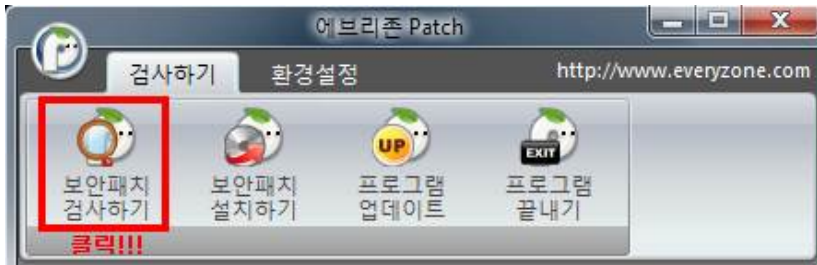 에브리존 Patch
검사하기 환경설정 http://www.everyzone.com
UP EXIT
보안패치 보안패치 프로그램 프로그램
검사하기 설치하기 업데이트 끝내기
클릭!!!